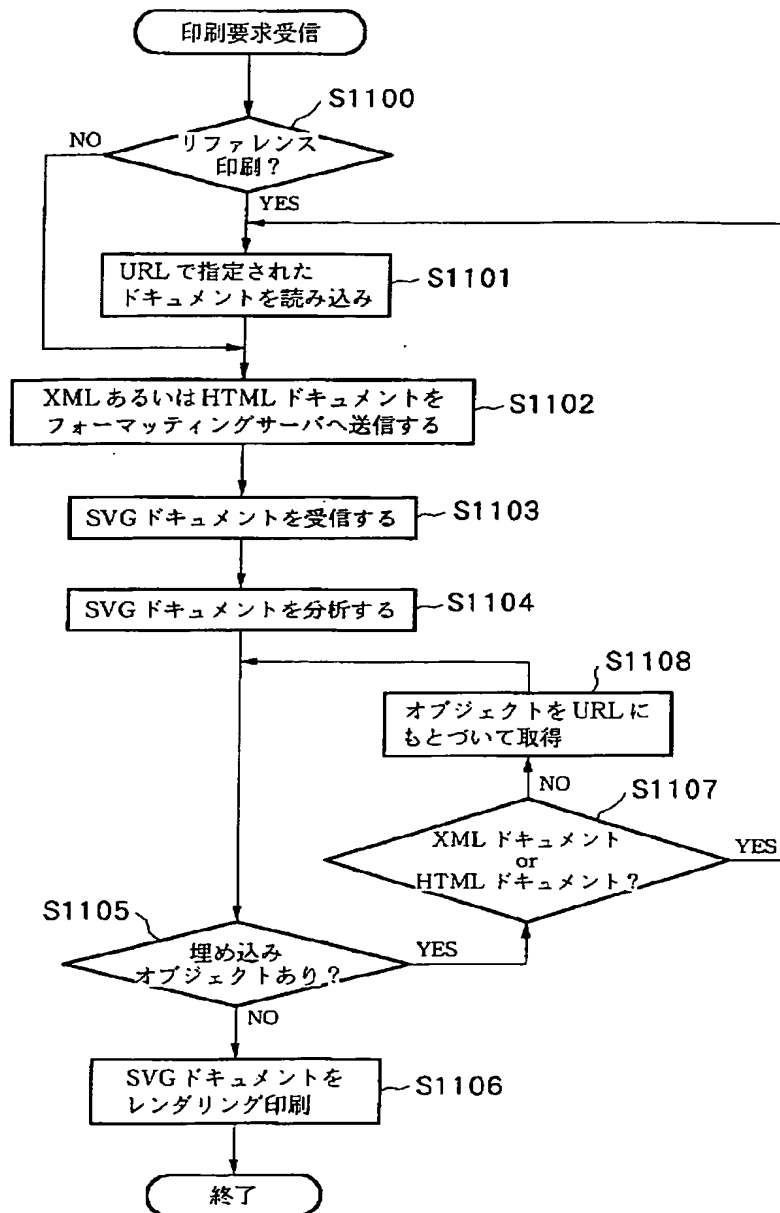 印刷要求受信
S1100
リファレンス
印刷？
NO
YES
URLで指定された
ドキュメントを読み込み
S1101
XMLあるいはHTMLドキュメントを
フォーマッティングサーバへ送信する
S1102
SVGドキュメントを受信する
S1103
SVGドキュメントを分析する
S1104
S1108
オブジェクトをURLに
もとづいて取得
NO
S1107
XMLドキュメント
or
HTMLドキュメント？
YES
S1105
埋め込み
オブジェクトあり？
YES
NO
SVGドキュメントを
レンダリング印刷
S1106
終了